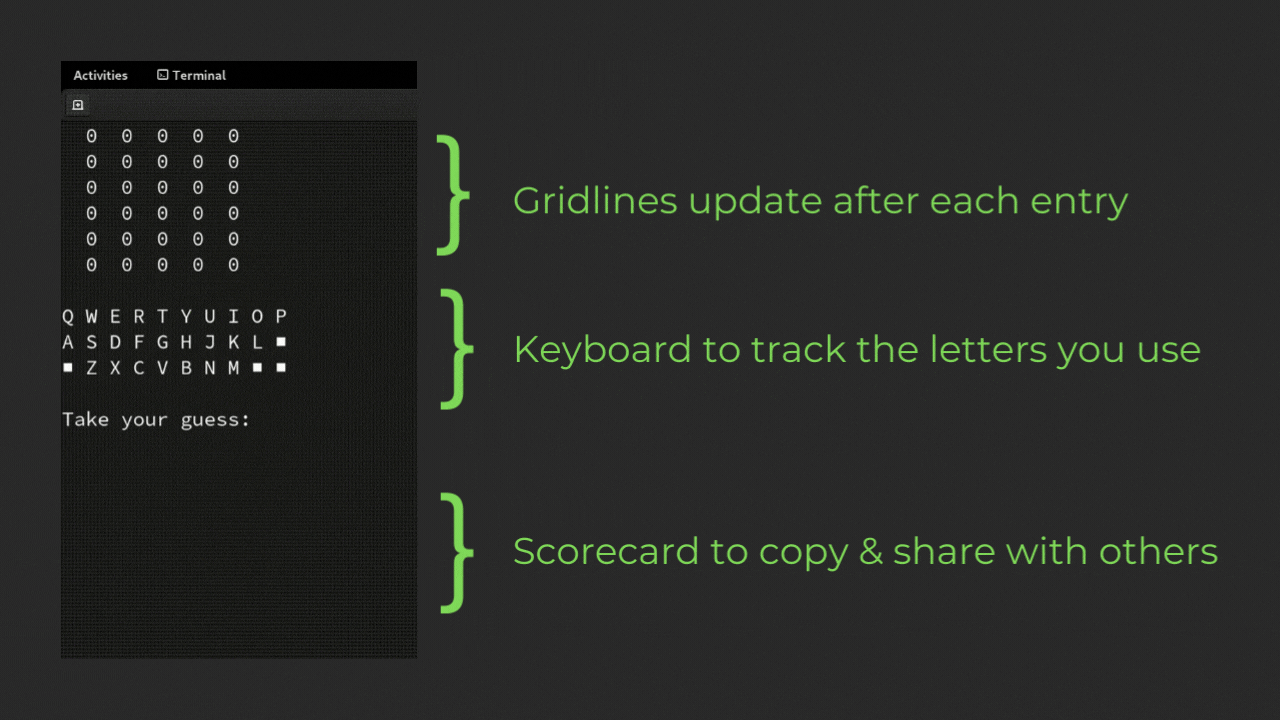 Activities Terminal
0 0 0 0 0
0 0 0 0 0
0 0 0 0 0
0 0 0 0 0
0 0 0 0 0
0 0 0 0 0
Gridlines update after each entry
Q W E R T Y U I O P
A S D F G H J K L ■
■ Z X C V B N M ■ ■
Keyboard to track the letters you use
Take your guess:
Scorecard to copy & share with others